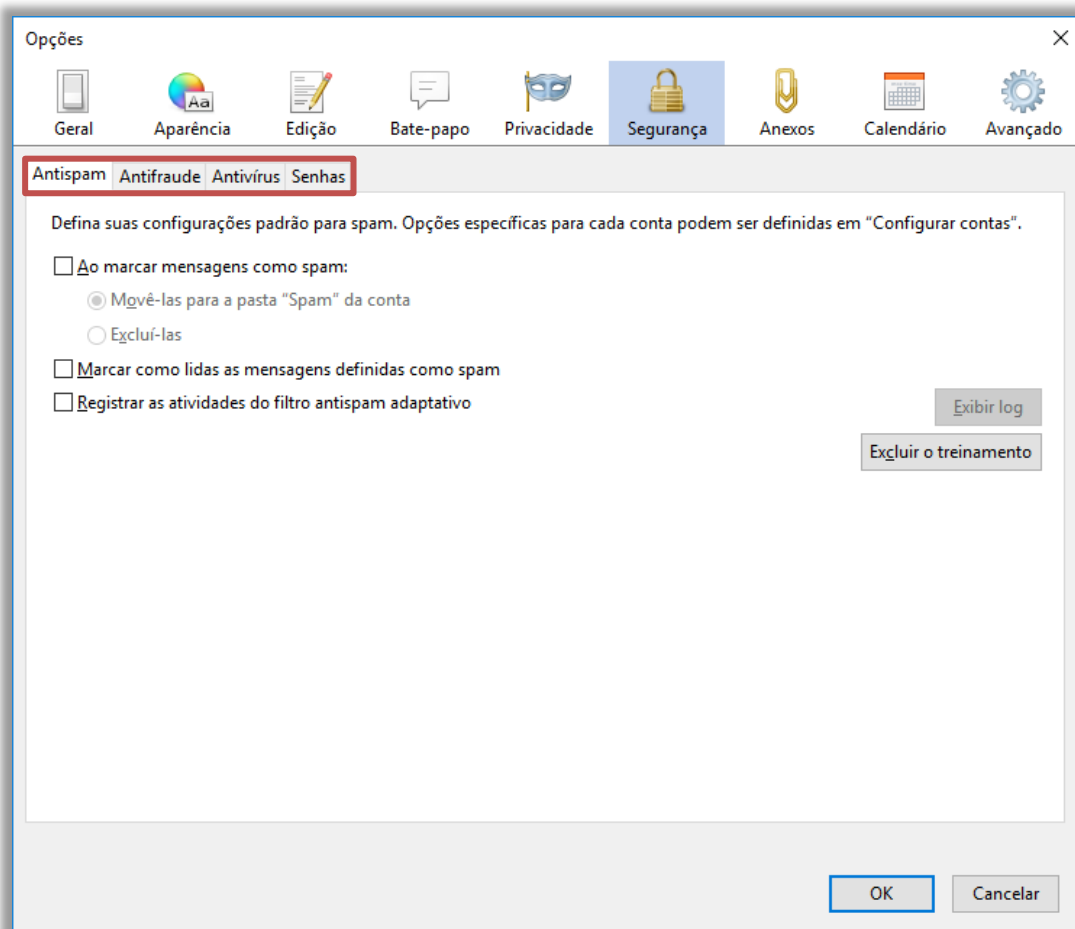 Opções
Geral Aparência Edição Bate-papo Privacidade Segurança Anexos Calendário Avançado
Antispam Antifraude Antivírus Senhas
Defina suas configurações padrão para spam. Opções específicas para cada conta podem ser definidas em “Configurar contas”.
Ao marcar mensagens como spam:
Movê-las para a pasta “Spam” da conta
Excluí-las
Marcar como lidas as mensagens definidas como spam
Registrar as atividades do filtro antispam adaptativo
Exibir log
Excluir o treinamento
OK Cancelar